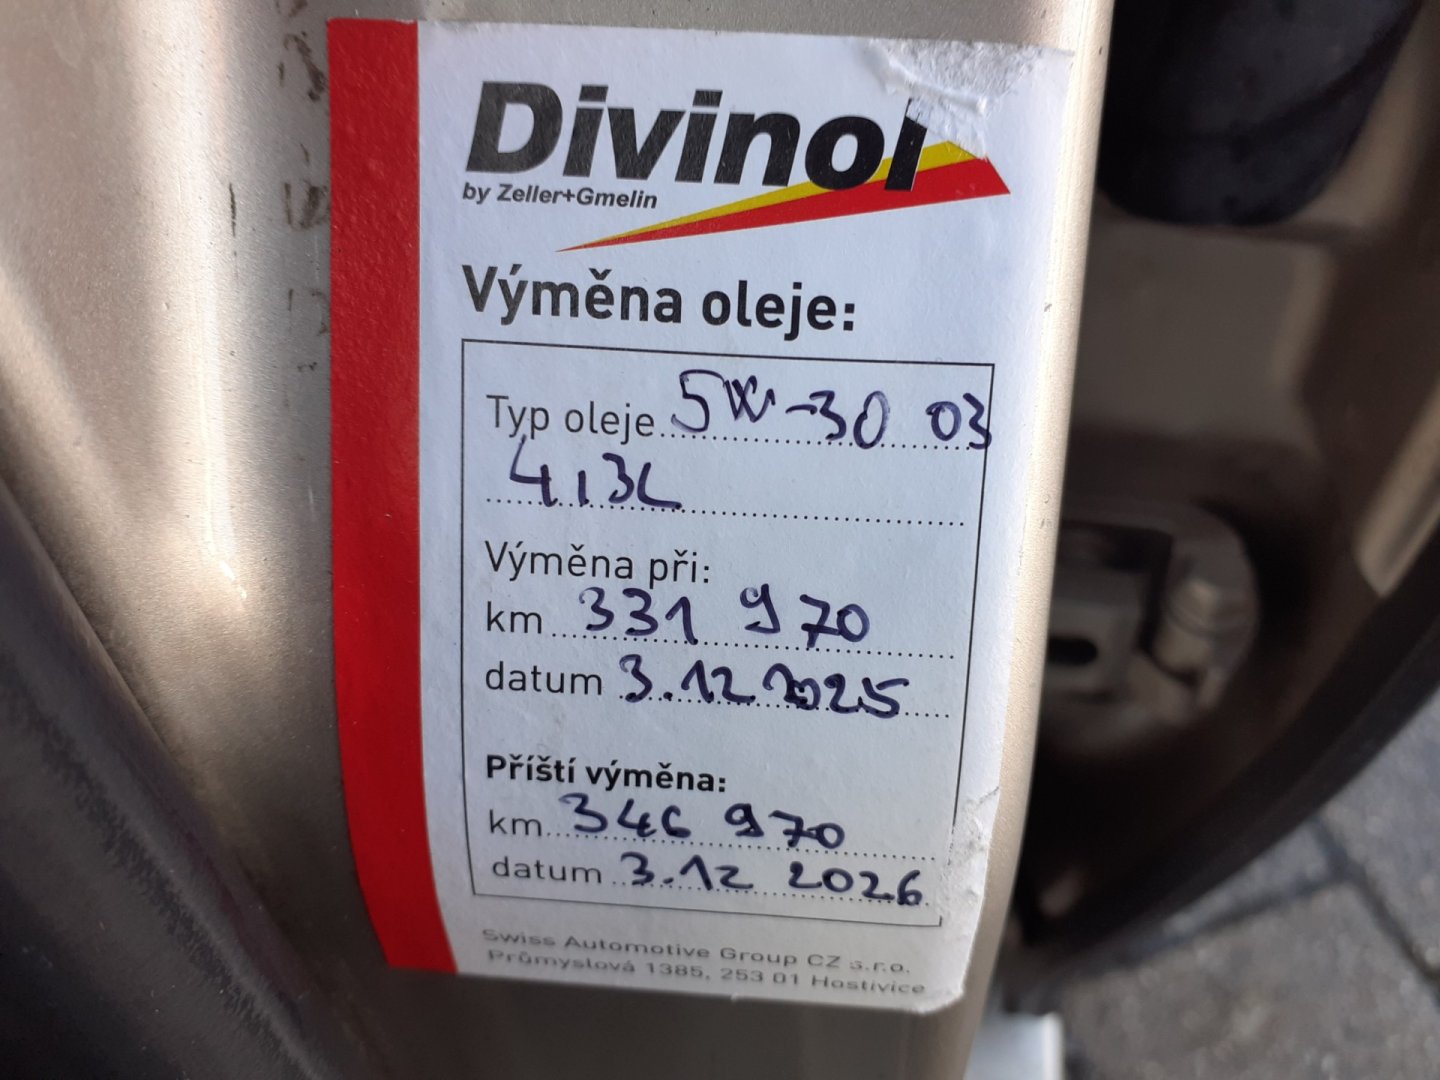 Divinol
by Zeller+Gmelin
Výměna oleje:
Typ oleje 5W-30 03
4,3L
Výměna při:
km 331 970
datum 3.12 2025
Příští výměna:
km 346 970
datum 3.12 2026
Swiss Automotive Group CZ s.r.o.
Průmyslová 1385, 253 01 Hostivice